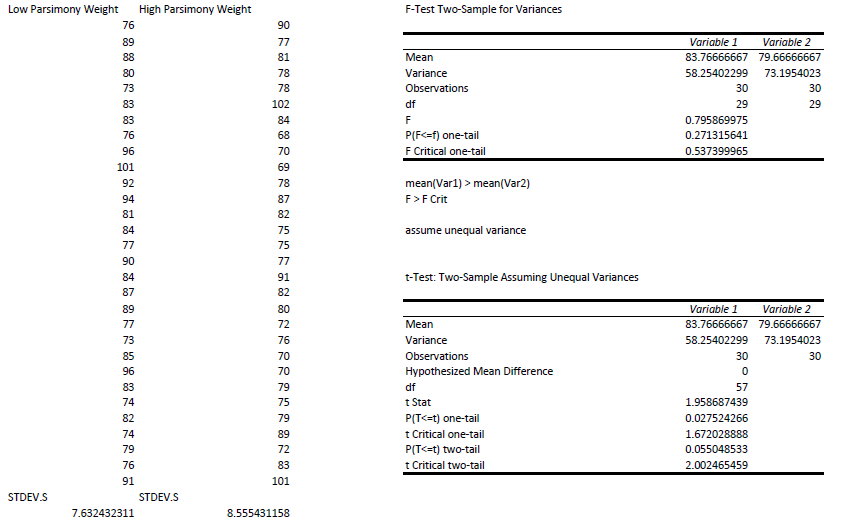 Low Parsimony Weight High Parsimony Weight
76 90
89 77
88 81
80 78
73 78
83 102
83 84
76 68
96 70
101 69
92 78
94 87
81 82
84 75
77 75
90 77
84 91
87 82
89 80
77 72
73 76
85 70
96 70
83 79
74 75
82 79
74 89
79 72
76 83
91 101
STDEV.S STDEV.S
7.632432311 8.555431158
F-Test Two-Sample for Variances
Variable 1 Variable 2
Mean 83.76666667 79.66666667
Variance 58.25402299 73.1954023
Observations 30 30
df 29 29
F 0.795869975
P(F<=f) one-tail 0.271315641
F Critical one-tail 0.537399965
mean(Var1) > mean(Var2)
F > F Crit
assume unequal variance
t-Test: Two-Sample Assuming Unequal Variances
Variable 1 Variable 2
Mean 83.76666667 79.66666667
Variance 58.25402299 73.1954023
Observations 30 30
Hypothesized Mean Difference 0
df 57
t Stat 1.958687439
P(T<=t) one-tail 0.027524266
t Critical one-tail 1.672028888
P(T<=t) two-tail 0.055048533
t Critical two-tail 2.002465459